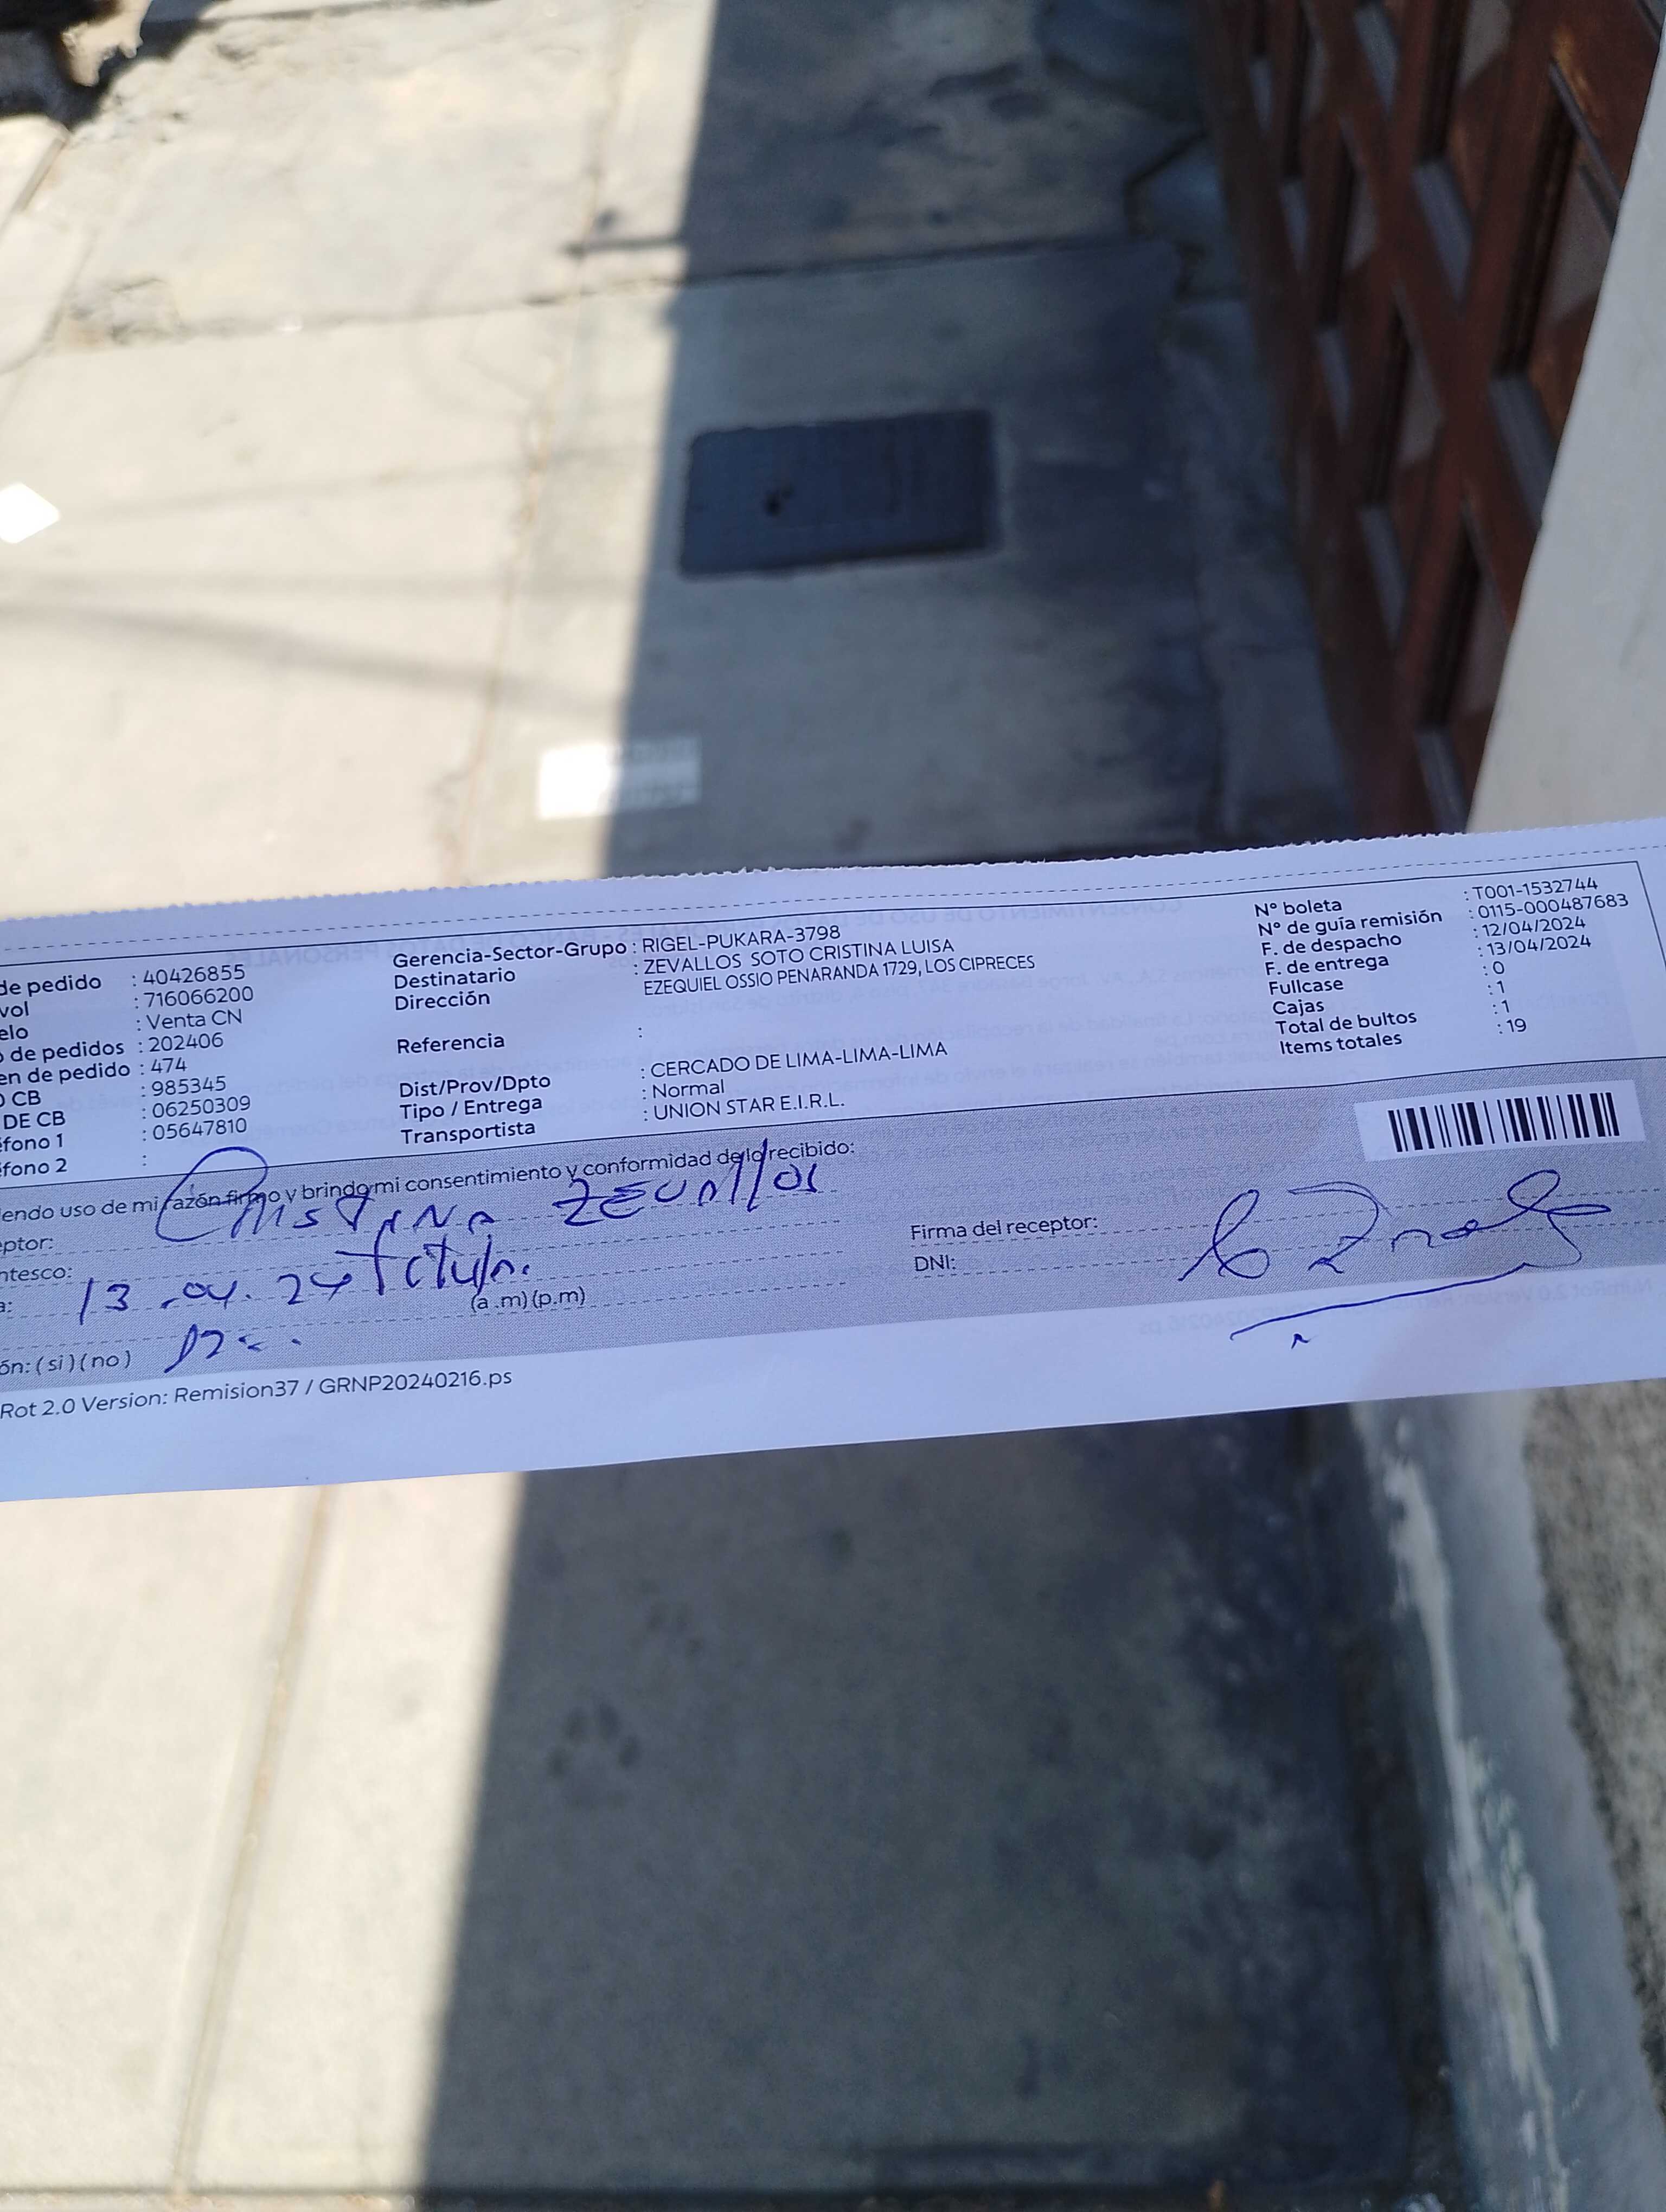 de pedido : 40426855
vol : 716066200
elo : Venta CN
o de pedidos : 202406
en de pedido : 474
O CB : 985345
DE CB : 06250309
éfono 1 : 05647810
éfono 2 :
Gerencia-Sector-Grupo : RIGEL-PUKARA-3798
Destinatario : ZEVALLOS SOTO CRISTINA LUISA
Dirección EZEQUIEL OSSIO PENARANDA 1729, LOS CIPRECES
Referencia :
Dist/Prov/Dpto : CERCADO DE LIMA-LIMA-LIMA
Tipo / Entrega : Normal
Transportista : UNION STAR E.I.R.L.
N° boleta : T001-1532744
N° de guía remisión : 0115-000487683
F. de despacho : 12/04/2024
F. de entrega : 13/04/2024
Fullcase : 0
Cajas : 1
Total de bultos : 1
Items totales : 19
endo uso de mi razón firmo y brindo mi consentimiento y conformidad de lo recibido:
eptor: Cristina Zevallos
ntesco: titular
a: 13.04.24 (a .m) (p.m)
ón: ( si ) ( no )
Firma del receptor:
DNI:
Rot 2.0 Version: Remision37 / GRNP20240216.ps